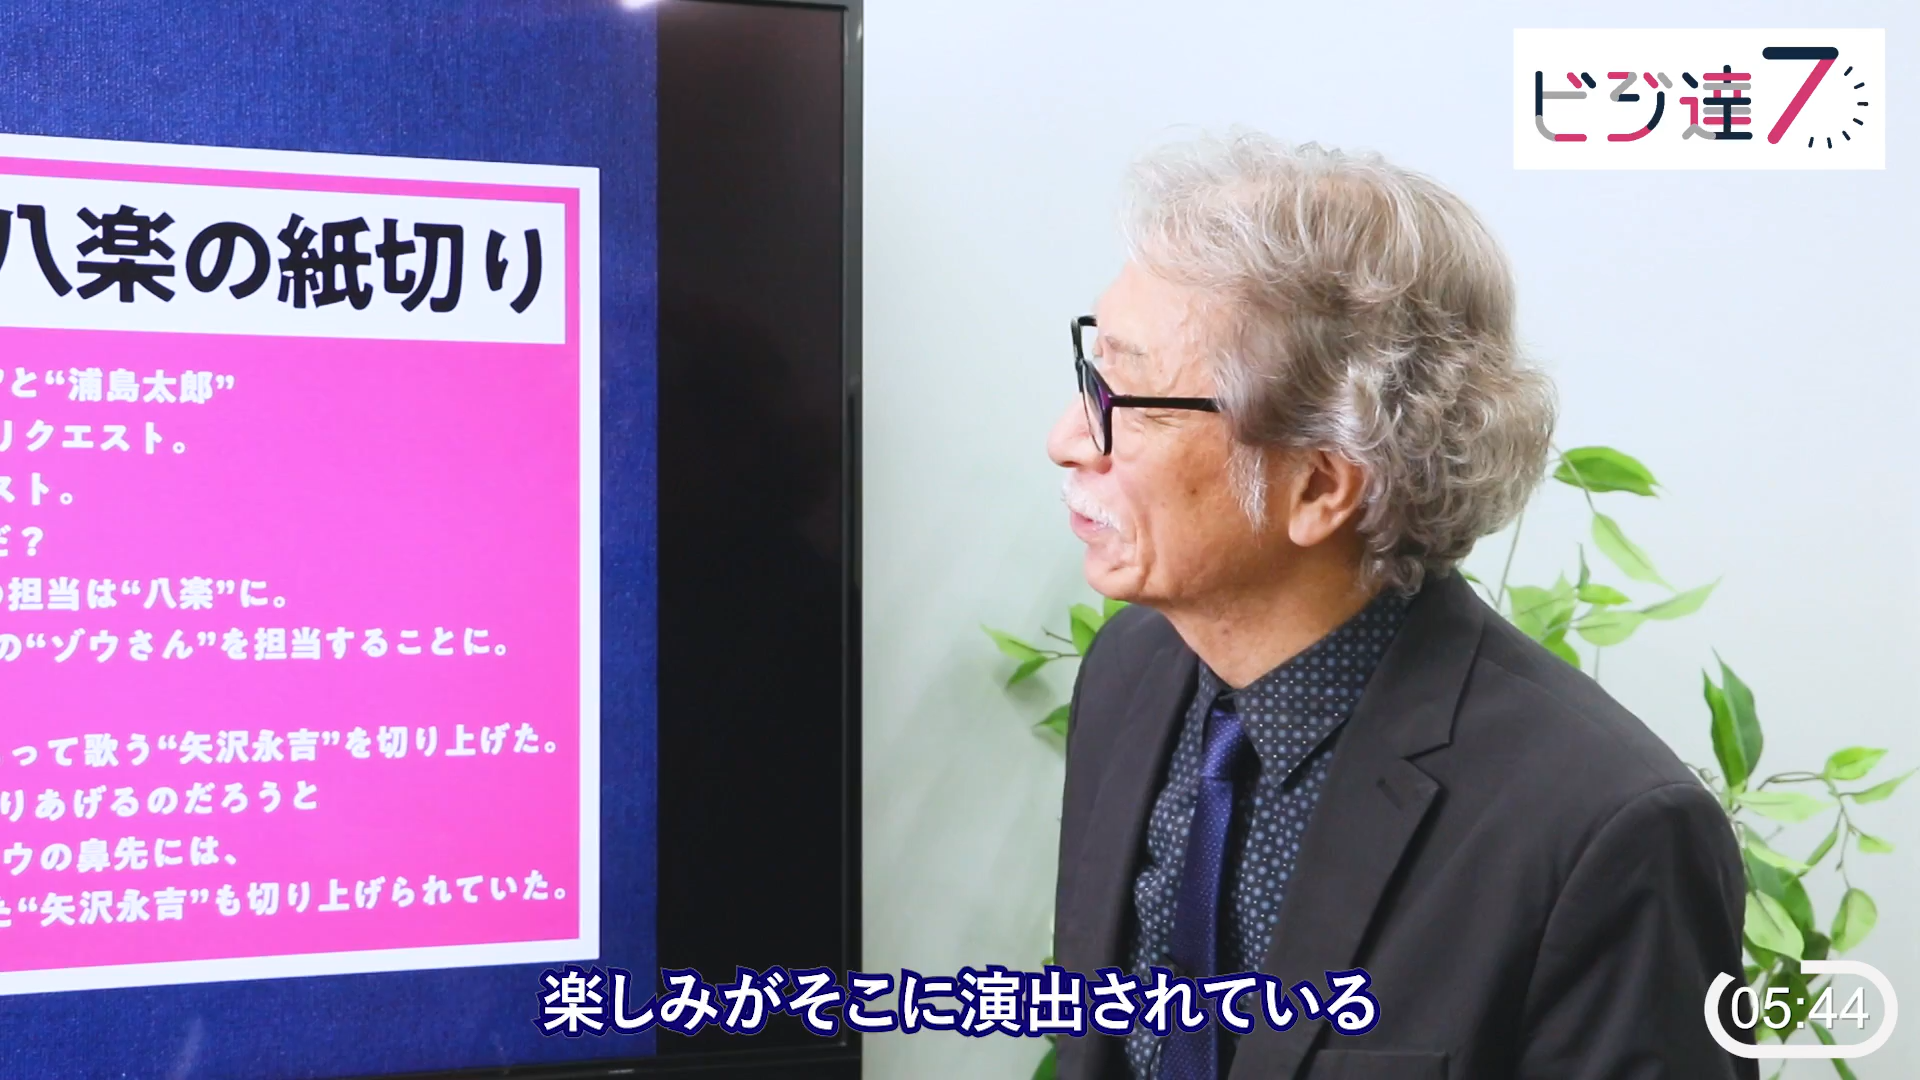 ビジ達7
八楽の紙切り
と“浦島太郎”
リクエスト。
スト。
だ？
担当は“八楽”に。
の“ゾウさん”を担当することに。
って歌う“矢沢永吉”を切り上げた。
りあげるのだろうと
ウの鼻先には、
“矢沢永吉”も切り上げられていた。
楽しみがそこに演出されている
05:44